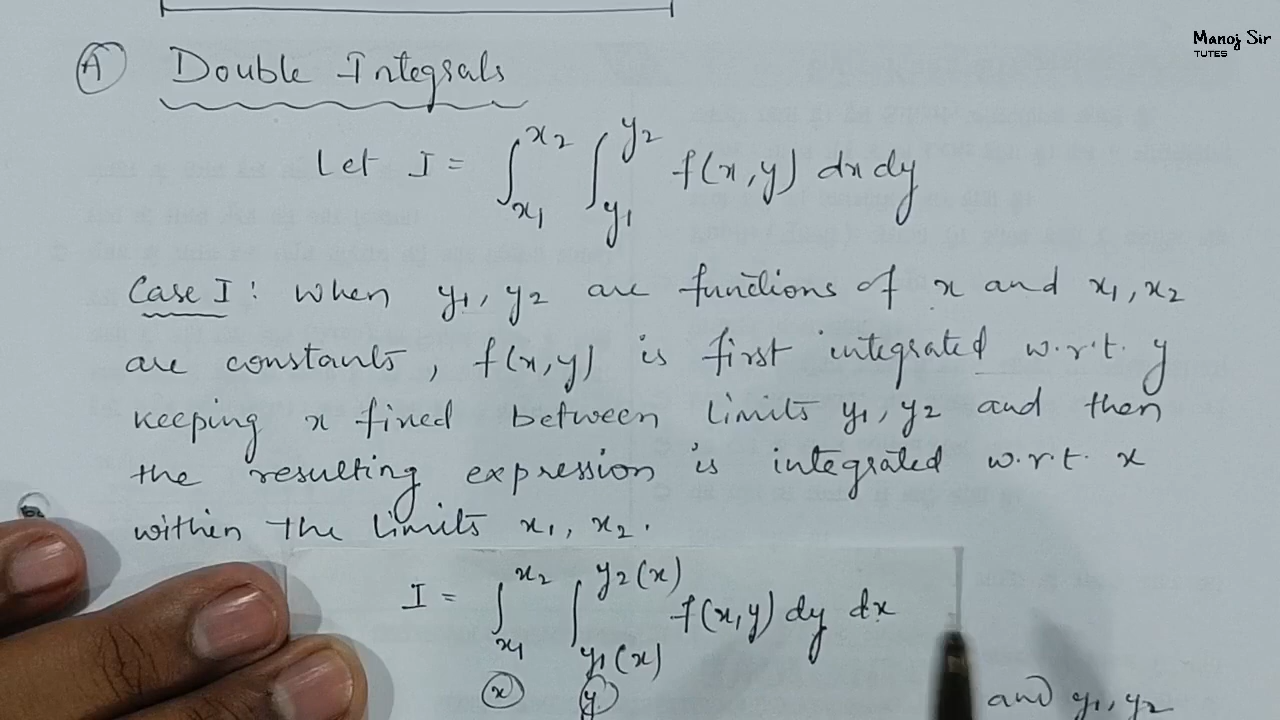 Manoj Sir
TUTES
(A) Double Integrals
Let I = ∫_{x1}^{x2} ∫_{y1}^{y2} f(x,y) dx dy
Case I: When y1, y2 are functions of x and x1, x2
are constants, f(x,y) is first integrated w.r.t. y
keeping x fixed between limits y1, y2 and then
the resulting expression is integrated w.r.t. x
within the limits x1, x2.
I = ∫_{x1}^{x2} ∫_{y1(x)}^{y2(x)} f(x,y) dy dx
(x) (y)
and y1, y2